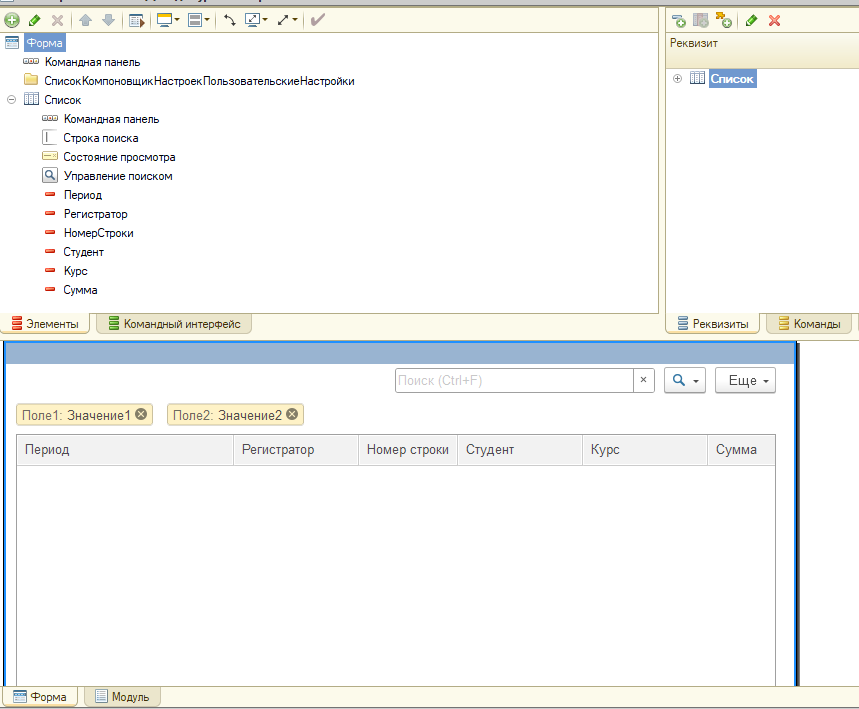 Форма
Реквизит
Командная панель
СписокКомпоновщикНастроекПользовательскиеНастройки
Список
Список
Командная панель
Строка поиска
Состояние просмотра
Управление поиском
Период
Регистратор
НомерСтроки
Студент
Курс
Сумма
Элементы Командный интерфейс
Реквизиты Команды
Поиск (Ctrl+F) × Еще
Поле1: Значение1 Поле2: Значение2
Период Регистратор Номер строки Студент Курс Сумма
Форма Модуль